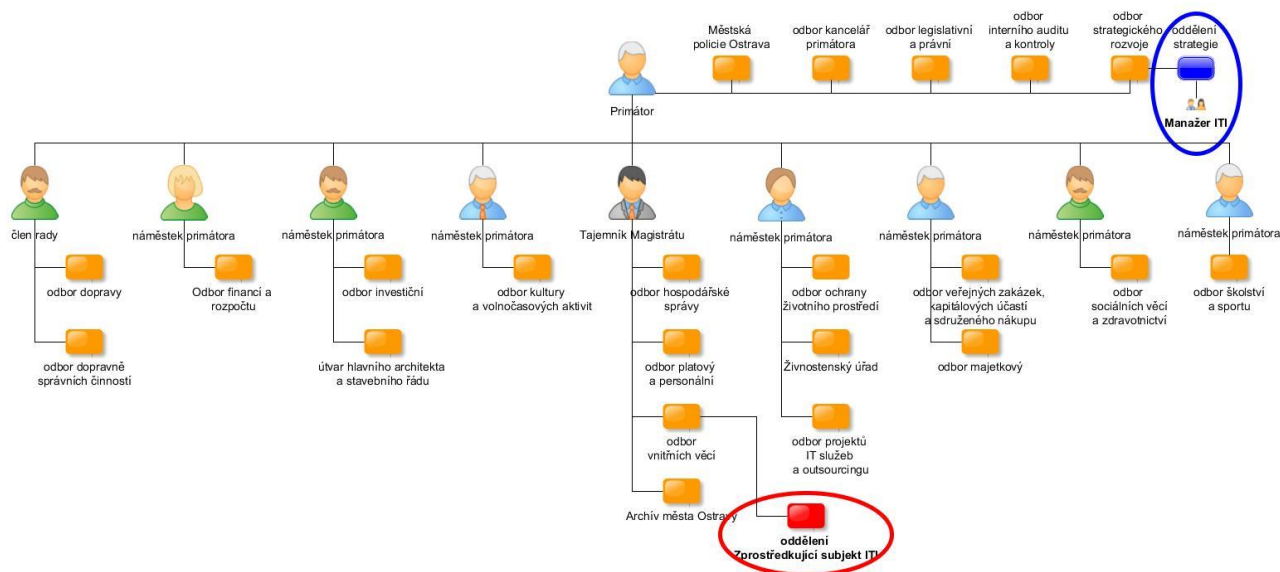 Městská
policie Ostrava
odbor kancelář
primátora
odbor legislativní
a právní
odbor
interního auditu
a kontroly
odbor
strategického
rozvoje
oddělení
strategie
Manažer ITI
Primátor
člen rady
náměstek primátora
náměstek primátora
náměstek primátora
Tajemník Magistrátu
náměstek primátora
náměstek primátora
náměstek primátora
náměstek primátora
odbor dopravy
Odbor financí a
rozpočtu
odbor investiční
odbor kultury
a volnočasových aktivit
odbor hospodářské
správy
odbor ochrany
životního prostředí
odbor veřejných zakázek,
kapitálových účastí
a sdruženého nákupu
odbor
sociálních věcí
a zdravotnictví
odbor školství
a sportu
odbor dopravně
správních činností
útvar hlavního architekta
a stavebního řádu
odbor platový
a personální
Živnostenský úřad
odbor majetkový
odbor
vnitřních věcí
odbor projektů
IT služeb
a outsourcingu
Archív města Ostravy
oddělení
Zprostředkující subjekt ITI